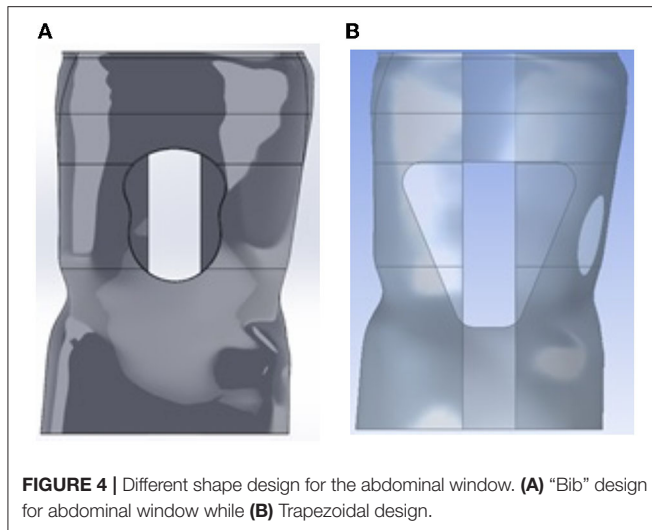 A
B
FIGURE 4 | Different shape design for the abdominal window. (A) “Bib” design
for abdominal window while (B) Trapezoidal design.